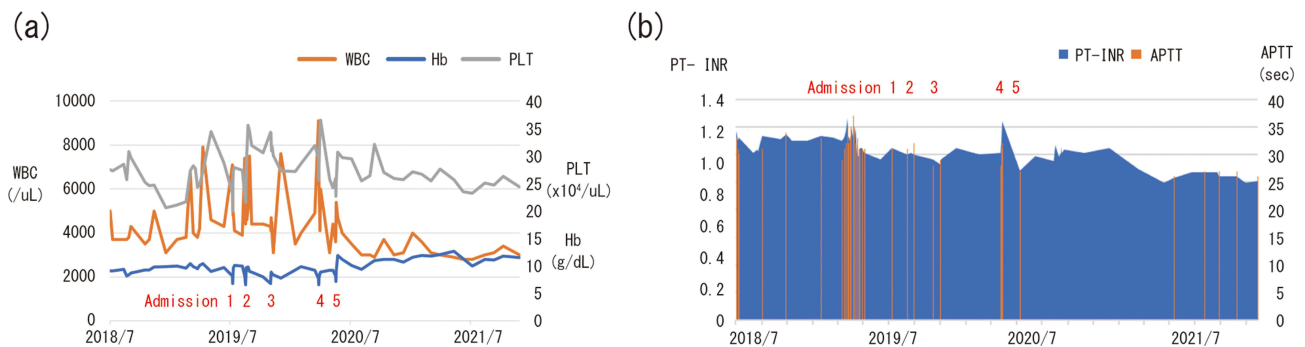 (a)
WBC Hb PLT
10000
8000
6000
4000
2000
0
WBC
(/uL)
40
35
30
25
20
15
10
5
0
PLT
(x10⁴/uL)
Hb
(g/dL)
Admission 1 2 3 4 5
2018/7 2019/7 2020/7 2021/7
(b)
PT-INR APTT
PT- INR
APTT
(sec)
Admission 1 2 3 4 5
1.4
1.2
1.0
0.8
0.6
0.4
0.2
0
40
35
30
25
20
15
10
5
0
2018/7 2019/7 2020/7 2021/7